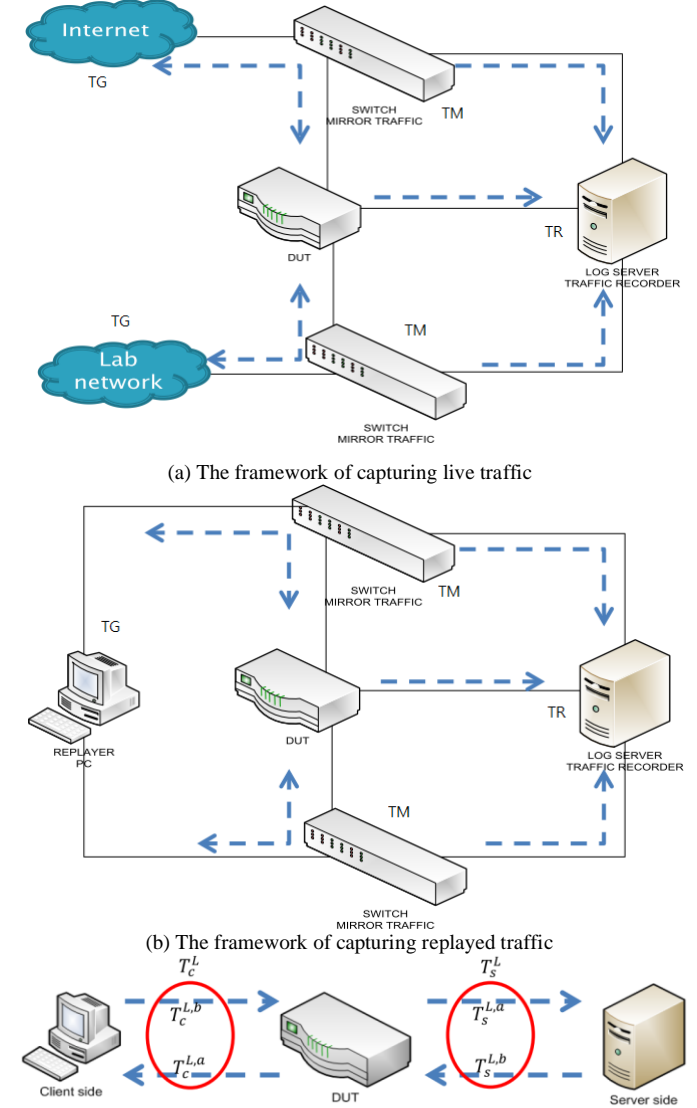 Internet
TG
SWITCH
MIRROR TRAFFIC
TM
DUT
TR
LOG SERVER
TRAFFIC RECORDER
TG
TM
Lab
network
SWITCH
MIRROR TRAFFIC
(a) The framework of capturing live traffic
SWITCH
MIRROR TRAFFIC
TM
TG
TR
REPLAYER
PC
DUT
LOG SERVER
TRAFFIC RECORDER
TM
SWITCH
MIRROR TRAFFIC
(b) The framework of capturing replayed traffic
$T_c^L$ $T_s^L$
$T_c^{L,b}$ $T_s^{L,a}$
$T_c^{L,a}$ $T_s^{L,b}$
Client side DUT Server side